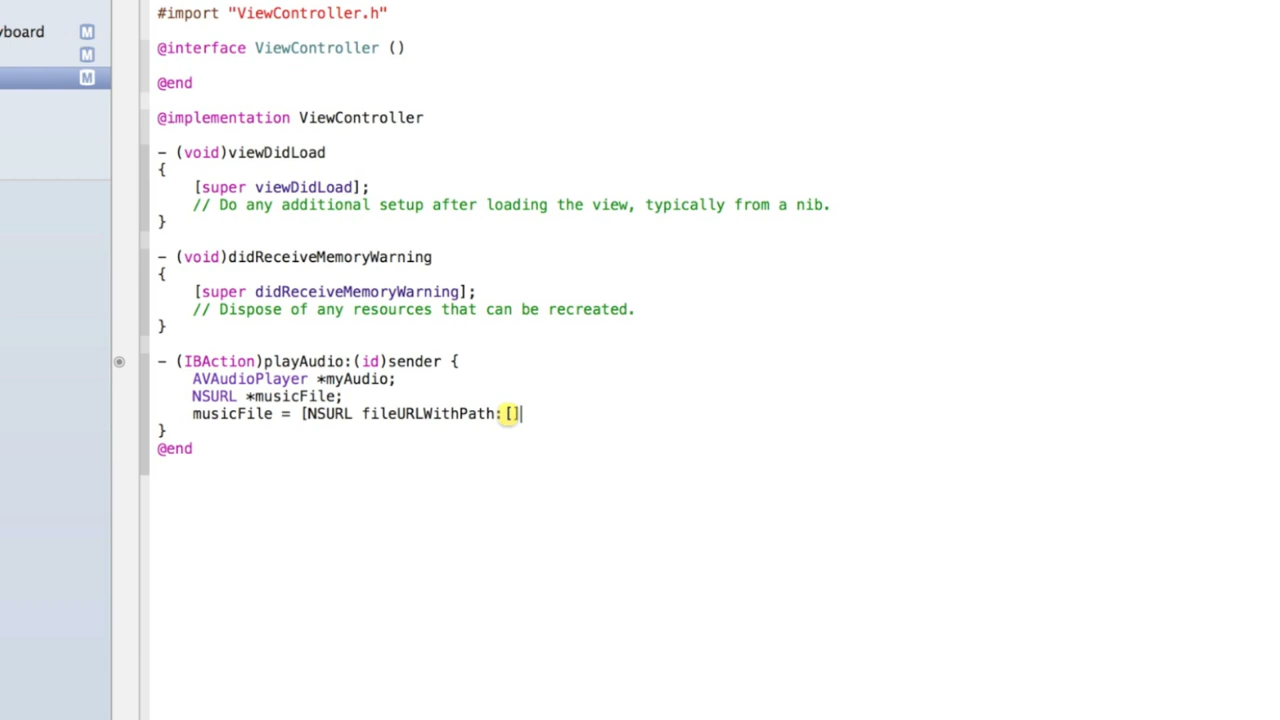 #import "ViewController.h"
yboard M
M
@interface ViewController ()
M
@end
@implementation ViewController
- (void)viewDidLoad
{
[super viewDidLoad];
// Do any additional setup after loading the view, typically from a nib.
}
- (void)didReceiveMemoryWarning
{
[super didReceiveMemoryWarning];
// Dispose of any resources that can be recreated.
}
- (IBAction)playAudio:(id)sender {
AVAudioPlayer *myAudio;
NSURL *musicFile;
musicFile = [NSURL fileURLWithPath:[]
}
@end